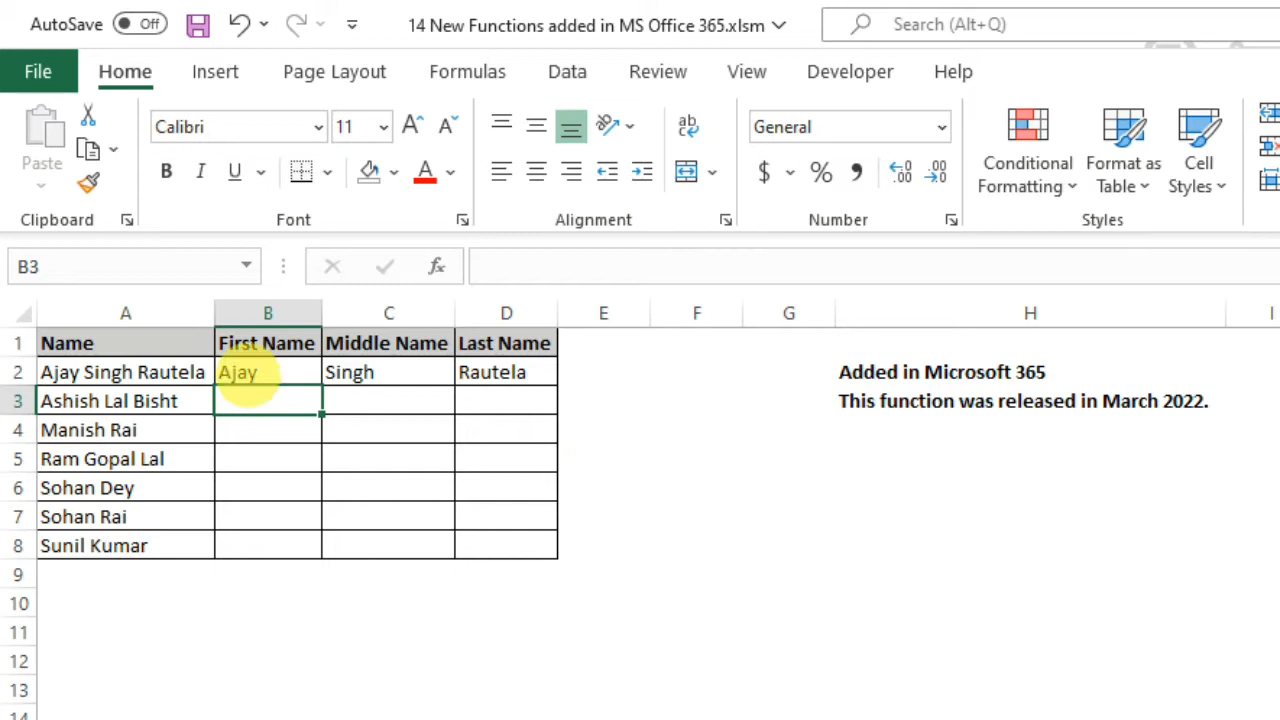 AutoSave Off 14 New Functions added in MS Office 365.xlsm Search (Alt+Q)
File Home Insert Page Layout Formulas Data Review View Developer Help
Paste Calibri 11 A A ab c General Conditional Formatting Format as Table Cell Styles
B I U A $ % , .00 .00
Clipboard Font Alignment Number Styles
B3 fx
A B C D E F G H I
1 Name First Name Middle Name Last Name
2 Ajay Singh Rautela Ajay Singh Rautela Added in Microsoft 365
3 Ashish Lal Bisht This function was released in March 2022.
4 Manish Rai
5 Ram Gopal Lal
6 Sohan Dey
7 Sohan Rai
8 Sunil Kumar
9
10
11
12
13
14